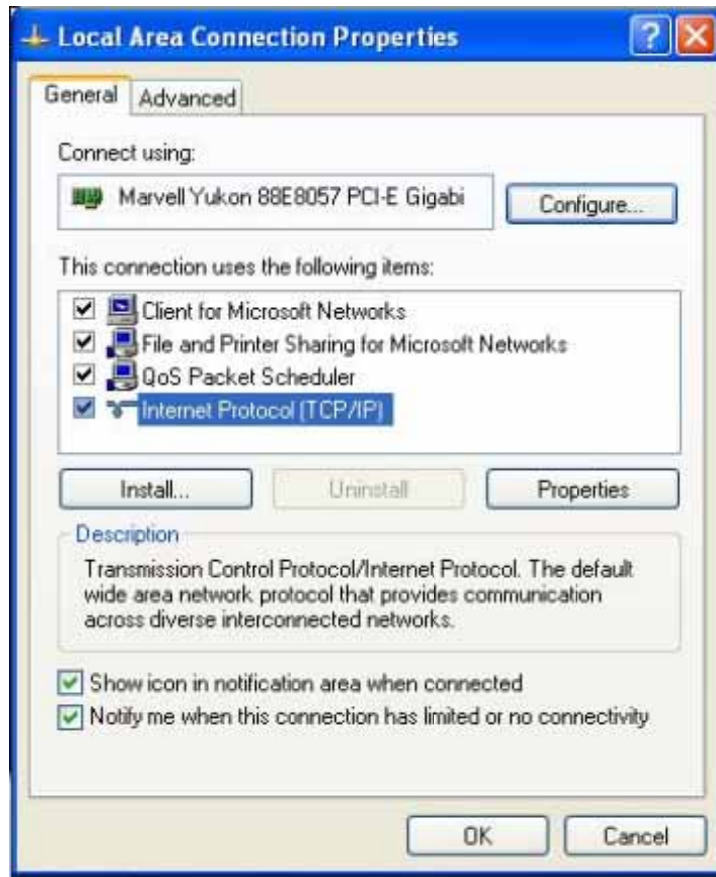 Local Area Connection Properties
General
Advanced
Connect using:
Marvell Yukon 88E8057 PCI-E Gigabi
Configure...
This connection uses the following items:
Client for Microsoft Networks
File and Printer Sharing for Microsoft Networks
QoS Packet Scheduler
Internet Protocol (TCP/IP)
Install...
Uninstall
Properties
Description
Transmission Control Protocol/Internet Protocol. The default
wide area network protocol that provides communication
across diverse interconnected networks.
Show icon in notification area when connected
Notify me when this connection has limited or no connectivity
OK
Cancel